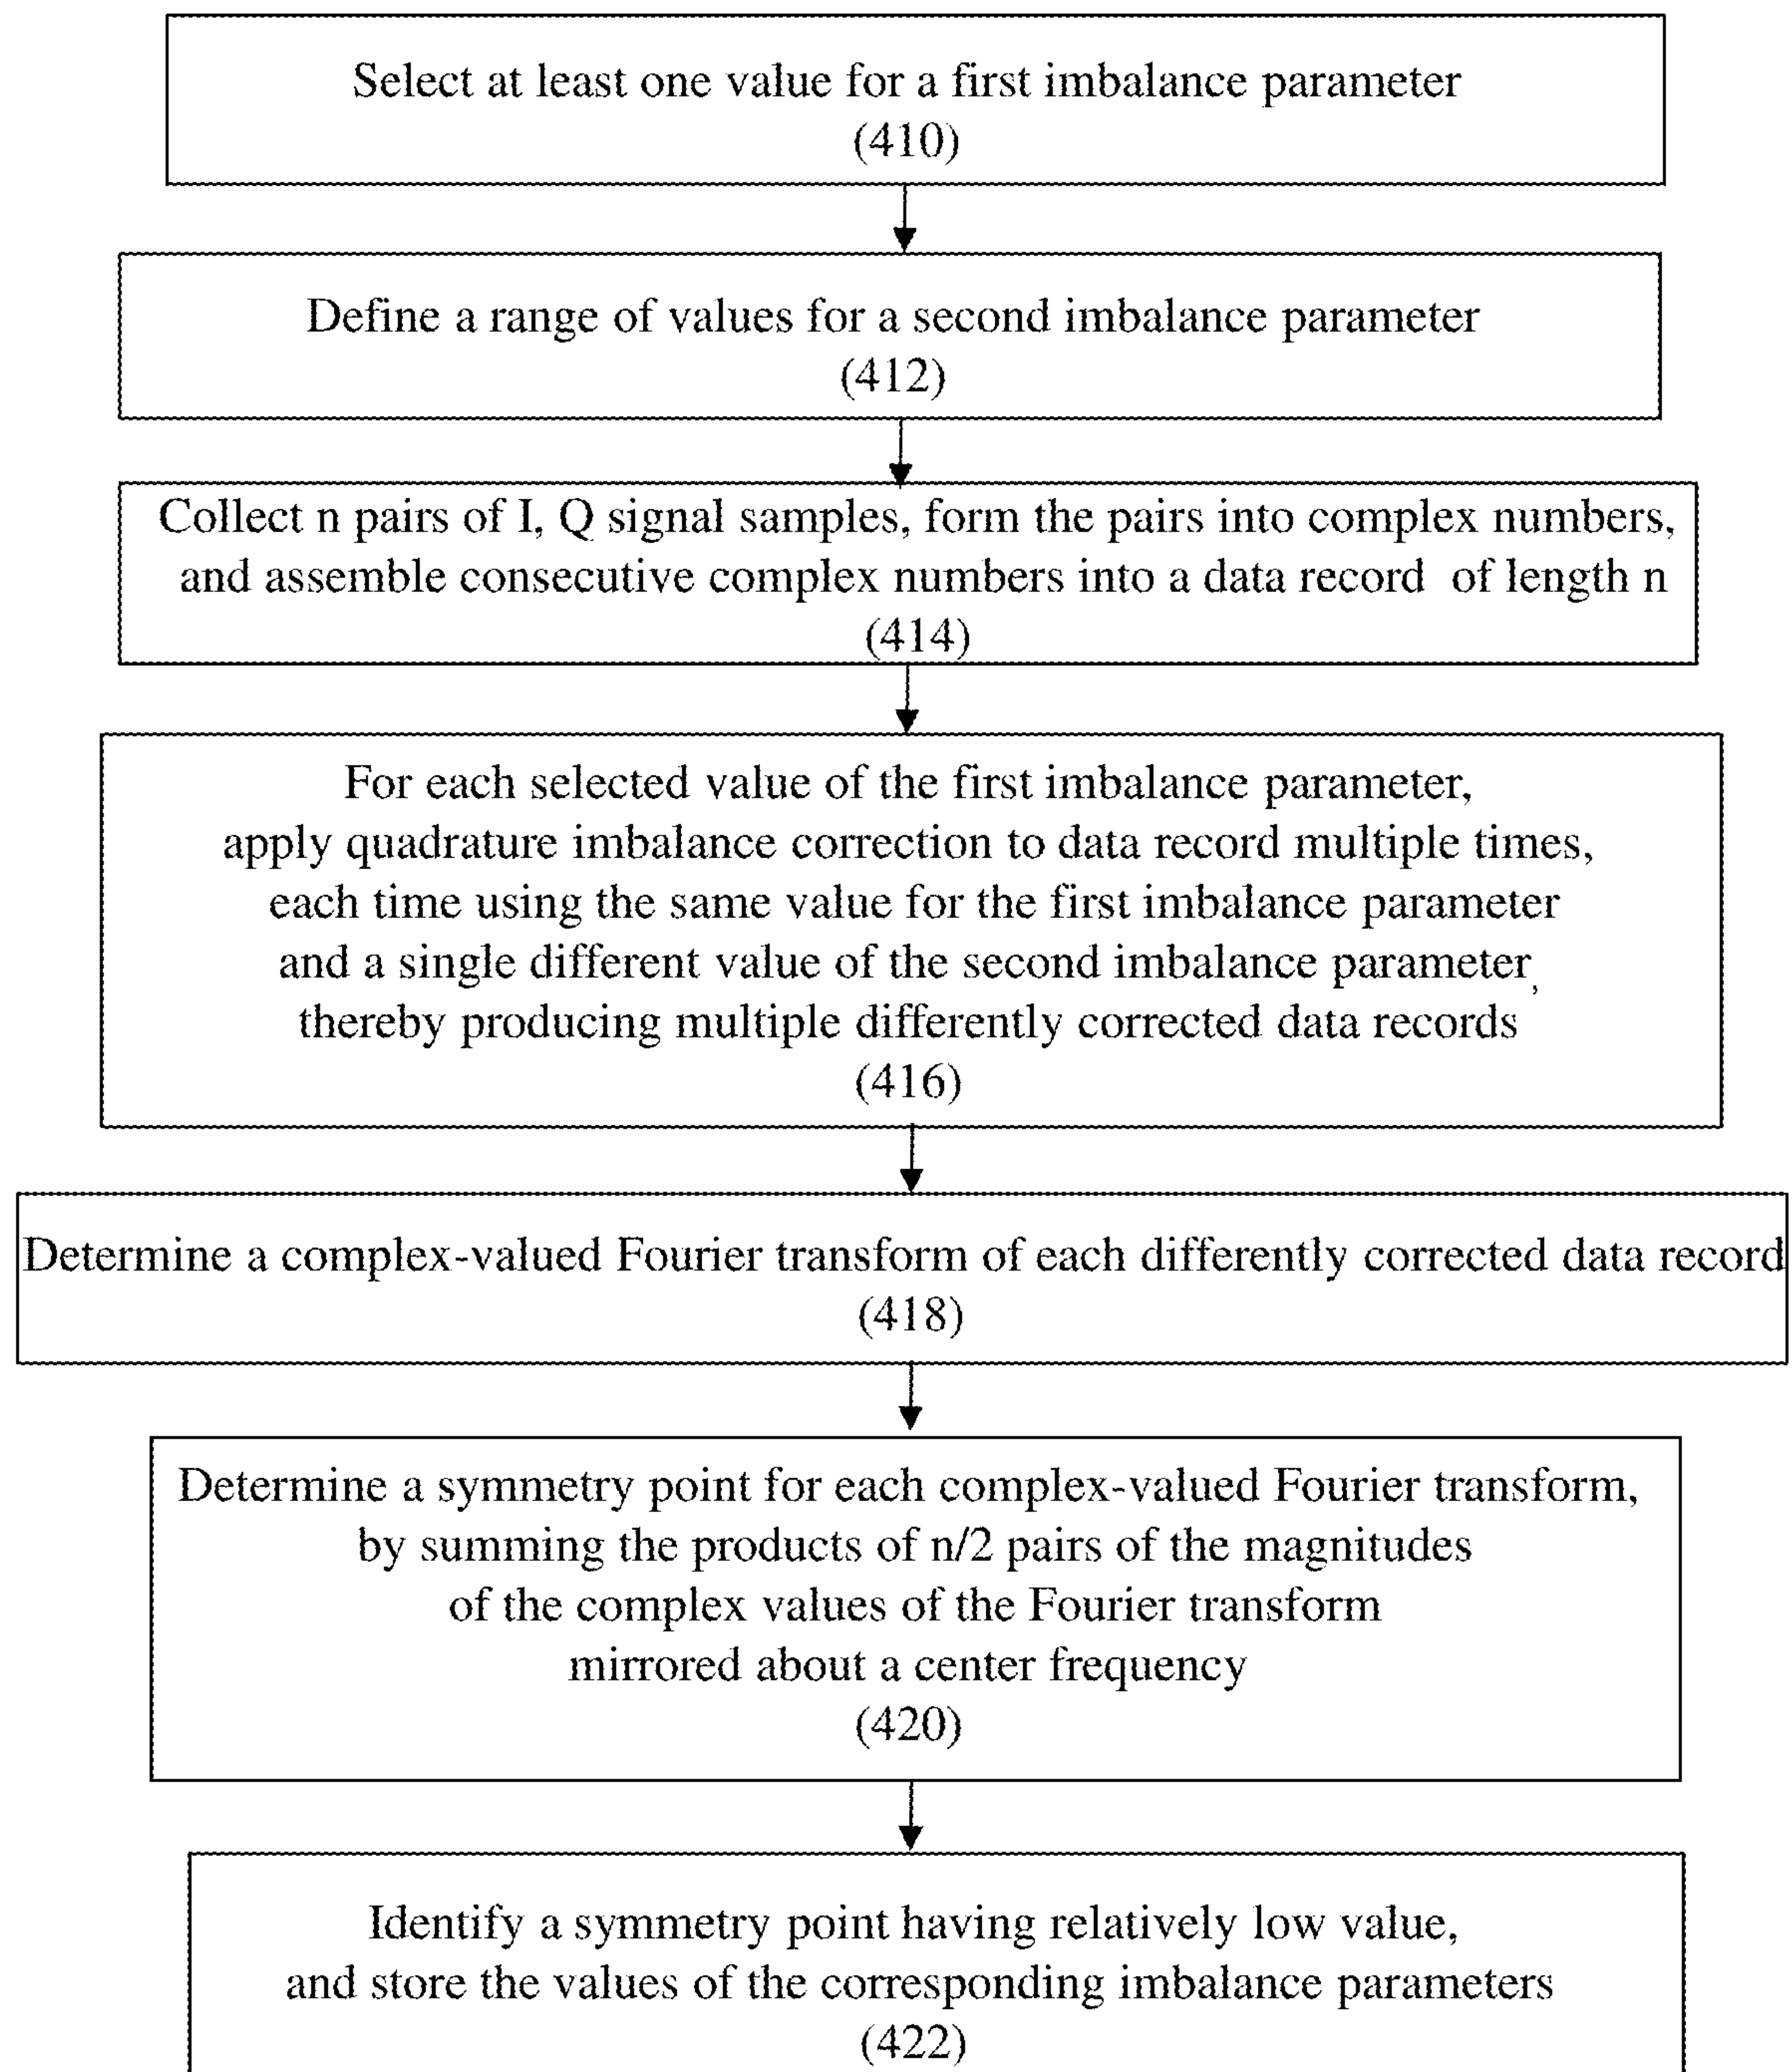 Select at least one value for a first imbalance parameter
(410)
Define a range of values for a second imbalance parameter
(412)
Collect n pairs of I, Q signal samples, form the pairs into complex numbers,
and assemble consecutive complex numbers into a data record of length n
(414)
For each selected value of the first imbalance parameter,
apply quadrature imbalance correction to data record multiple times,
each time using the same value for the first imbalance parameter
and a single different value of the second imbalance parameter,
thereby producing multiple differently corrected data records
(416)
Determine a complex-valued Fourier transform of each differently corrected data record
(418)
Determine a symmetry point for each complex-valued Fourier transform,
by summing the products of n/2 pairs of the magnitudes
of the complex values of the Fourier transform
mirrored about a center frequency
(420)
Identify a symmetry point having relatively low value,
and store the values of the corresponding imbalance parameters
(422)